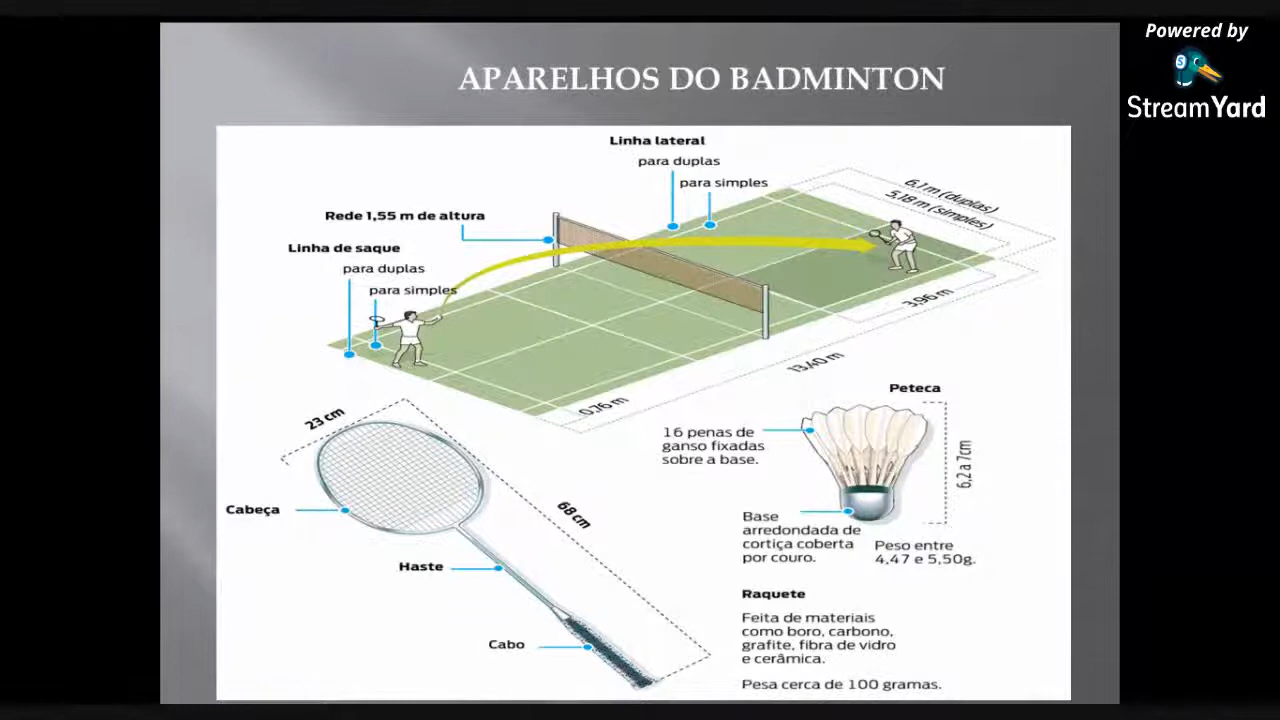 Powered by
StreamYard
APARELHOS DO BADMINTON
Linha lateral
para duplas
para simples
6,1 m (duplas)
5,18 m (simples)
Rede 1,55 m de altura
Linha de saque
para duplas
para simples
3,96 m
13,40 m
0,76 m
Peteca
23 cm
16 penas de
ganso fixadas
sobre a base.
6,2 a 7cm
68 cm
Cabeça
Base
arredondada de
cortiça coberta
por couro.
Peso entre
4,47 e 5,50g.
Haste
Raquete
Feita de materiais
como boro, carbono,
grafite, fibra de vidro
e cerâmica.
Cabo
Pesa cerca de 100 gramas.